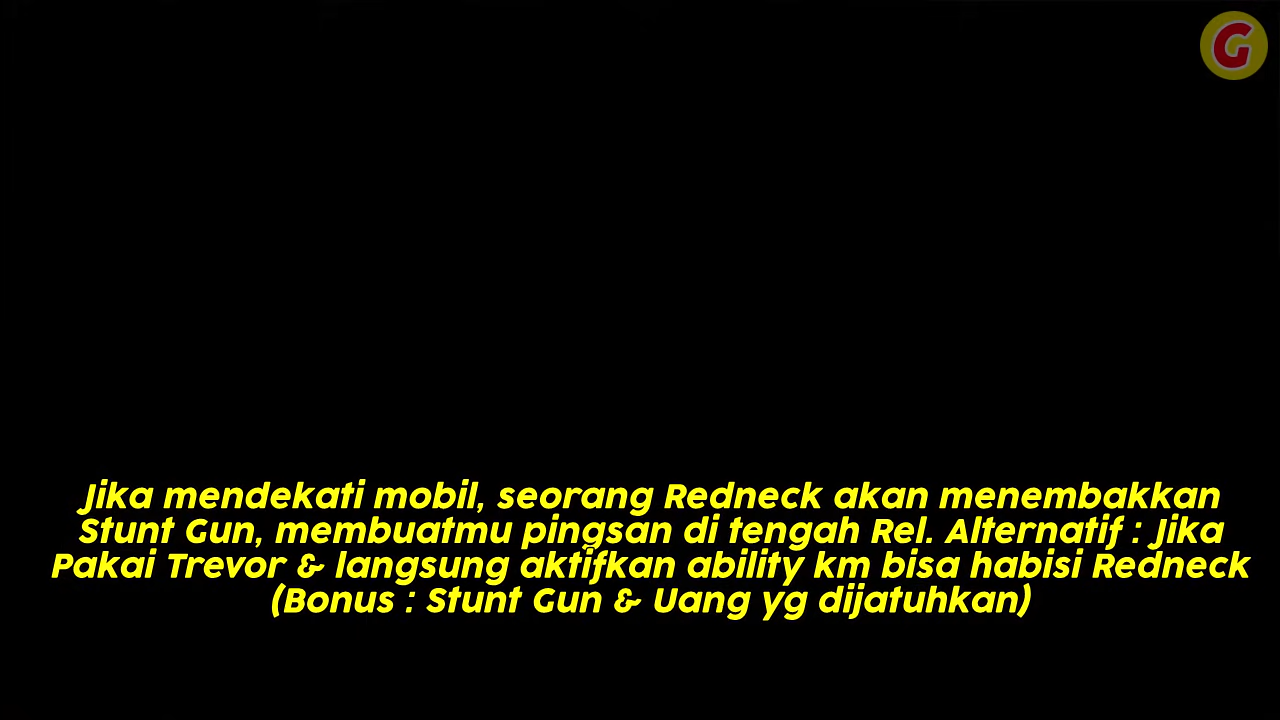 G
Jika mendekati mobil, seorang Redneck akan menembakkan
Stunt Gun, membuatmu pingsan di tengah Rel. Alternatif : Jika
Pakai Trevor & langsung aktifkan ability km bisa habisi Redneck
(Bonus : Stunt Gun & Uang yg dijatuhkan)